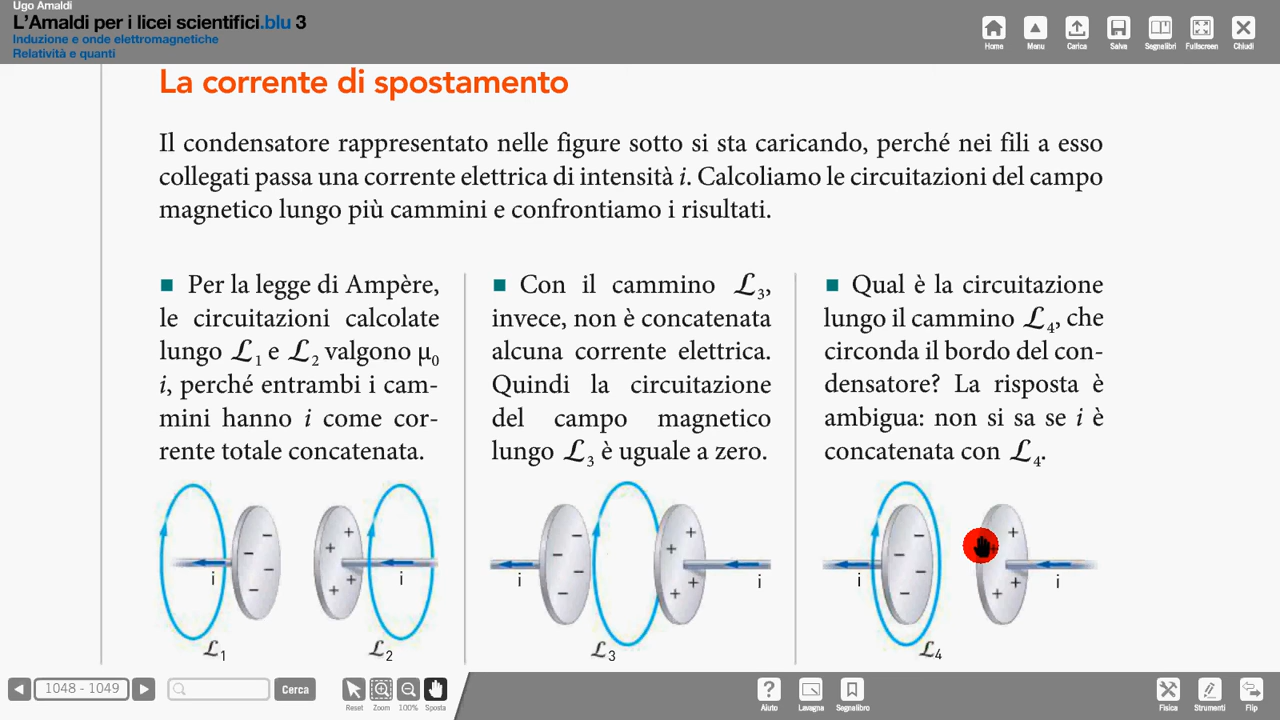 Ugo Amaldi
L'Amaldi per i licei scientifici.blu 3
Induzione e onde elettromagnetiche
Relatività e quanti
Home
Menu
Carica
Salva
Segnalibri
Fullscreen
Chiudi
La corrente di spostamento
Il condensatore rappresentato nelle figure sotto si sta caricando, perché nei fili a esso
collegati passa una corrente elettrica di intensità i. Calcoliamo le circuitazioni del campo
magnetico lungo più cammini e confrontiamo i risultati.
■ Per la legge di Ampère,
le circuitazioni calcolate
lungo ℒ₁ e ℒ₂ valgono μ₀
i, perché entrambi i cam-
mini hanno i come cor-
rente totale concatenata.
i
i
ℒ₁
ℒ₂
■ Con il cammino ℒ₃,
invece, non è concatenata
alcuna corrente elettrica.
Quindi la circuitazione
del campo magnetico
lungo ℒ₃ è uguale a zero.
i
i
ℒ₃
■ Qual è la circuitazione
lungo il cammino ℒ₄, che
circonda il bordo del con-
densatore? La risposta è
ambigua: non si sa se i è
concatenata con ℒ₄.
i
i
ℒ₄
1048 - 1049
Cerca
Reset
Zoom
100%
Sposta
Aiuto
Lavagna
Segnalibro
Fisica
Strumenti
Flip